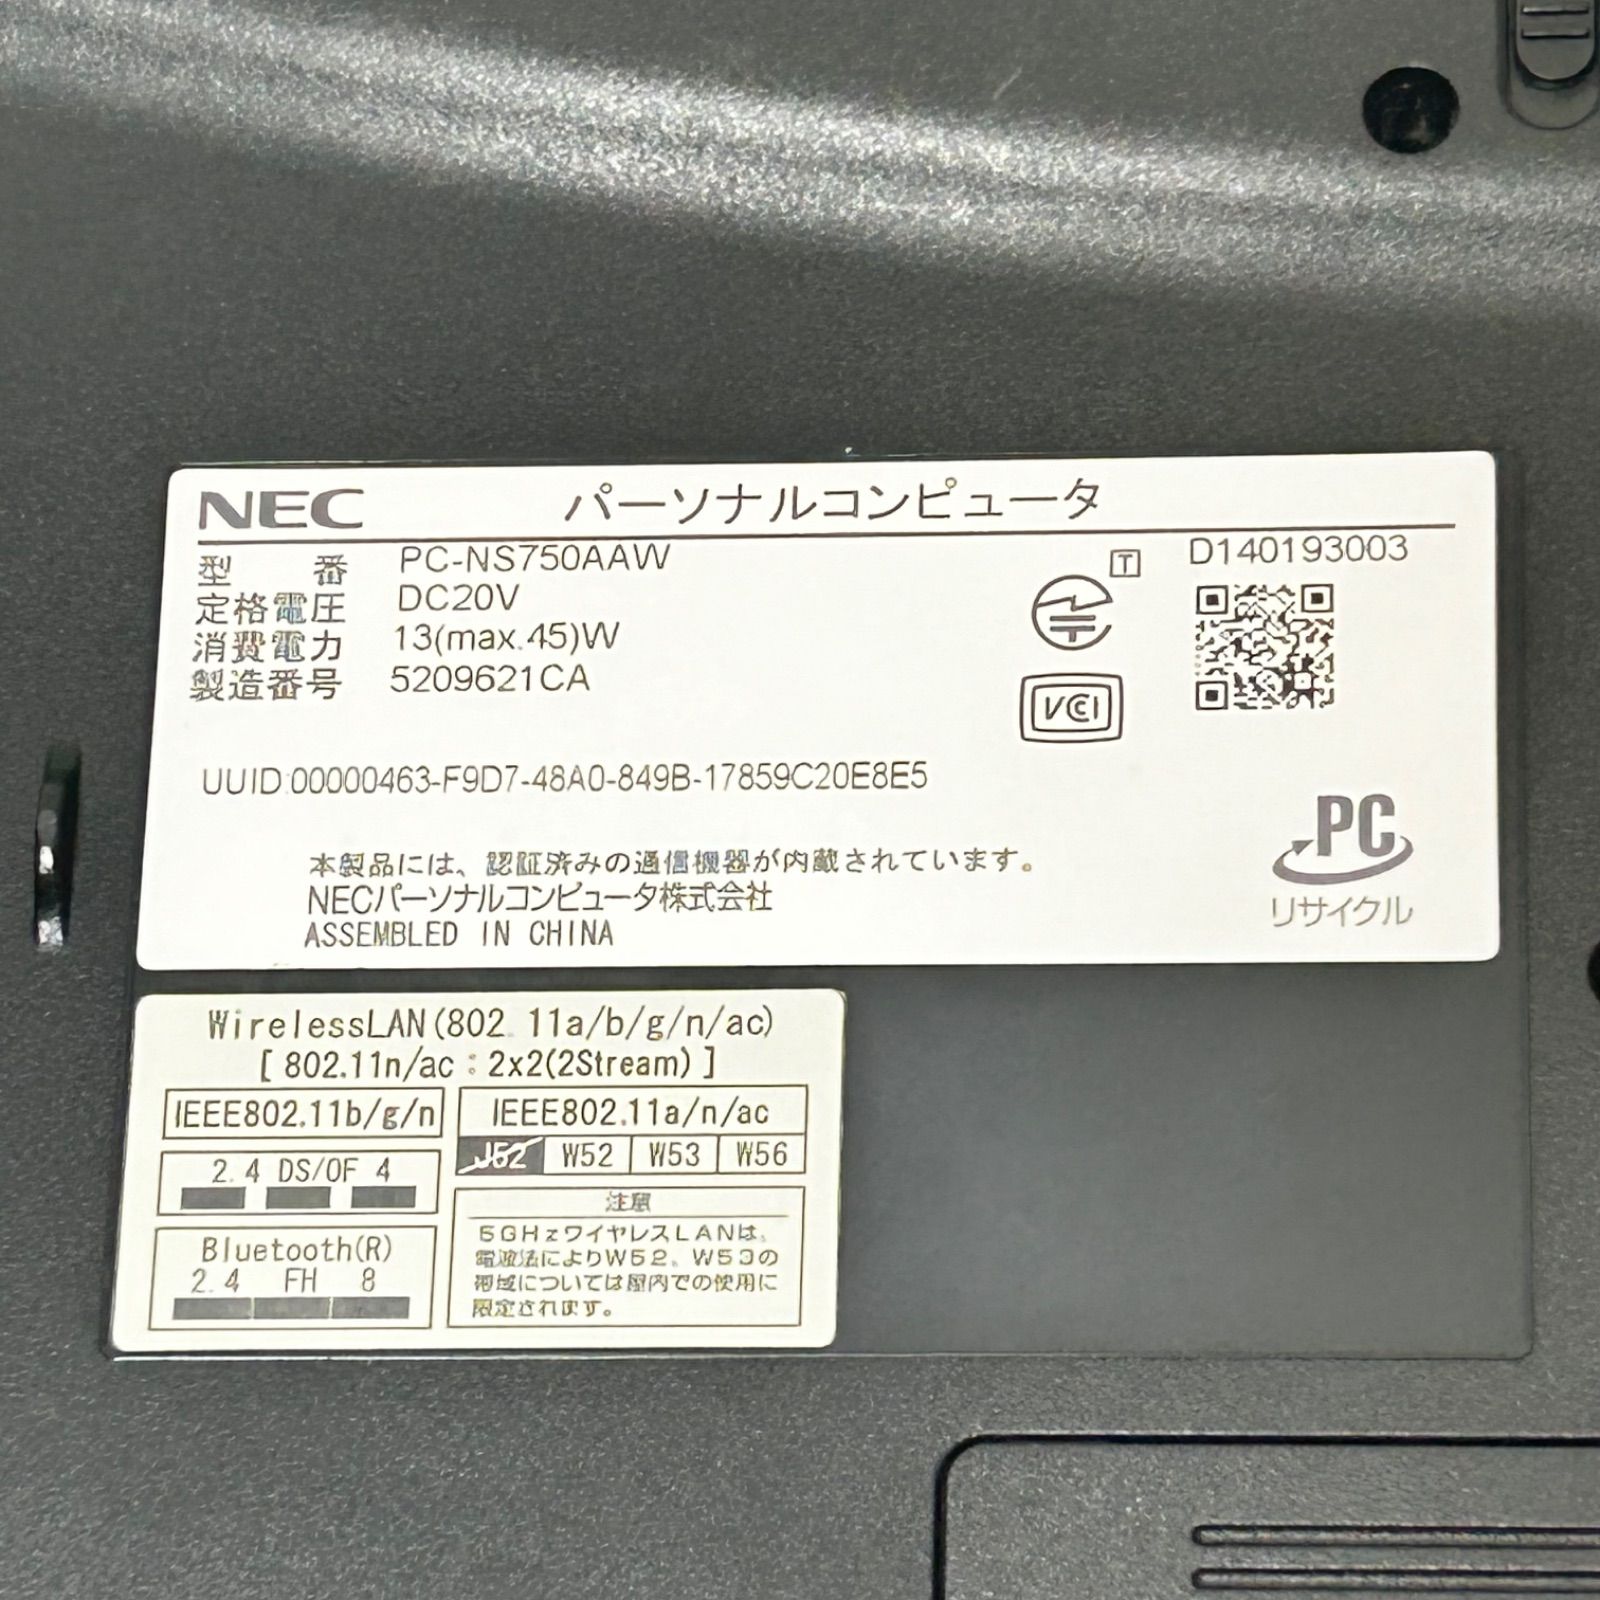 NEC パーソナルコンピュータ
型 番 PC-NS750AAW
定格電圧 DC20V
消費電力 13(max.45)W
製造番号 5209621CA
T
D140193003
VCCI
UUID:00000463-F9D7-48A0-849B-17859C20E8E5
本製品には、認証済みの通信機器が内蔵されています。
NECパーソナルコンピュータ株式会社
ASSEMBLED IN CHINA
PC
リサイクル
WirelessLAN(802.11a/b/g/n/ac)
[ 802.11n/ac：2x2(2Stream) ]
IEEE802.11b/g/n
2.4 DS/OF 4
Bluetooth(R)
2.4 FH 8
IEEE802.11a/n/ac
J52 W52 W53 W56
注意
5GHzワイヤレスLANは、
電波法によりW52、W53の
帯域については屋内での使用に
限定されます。